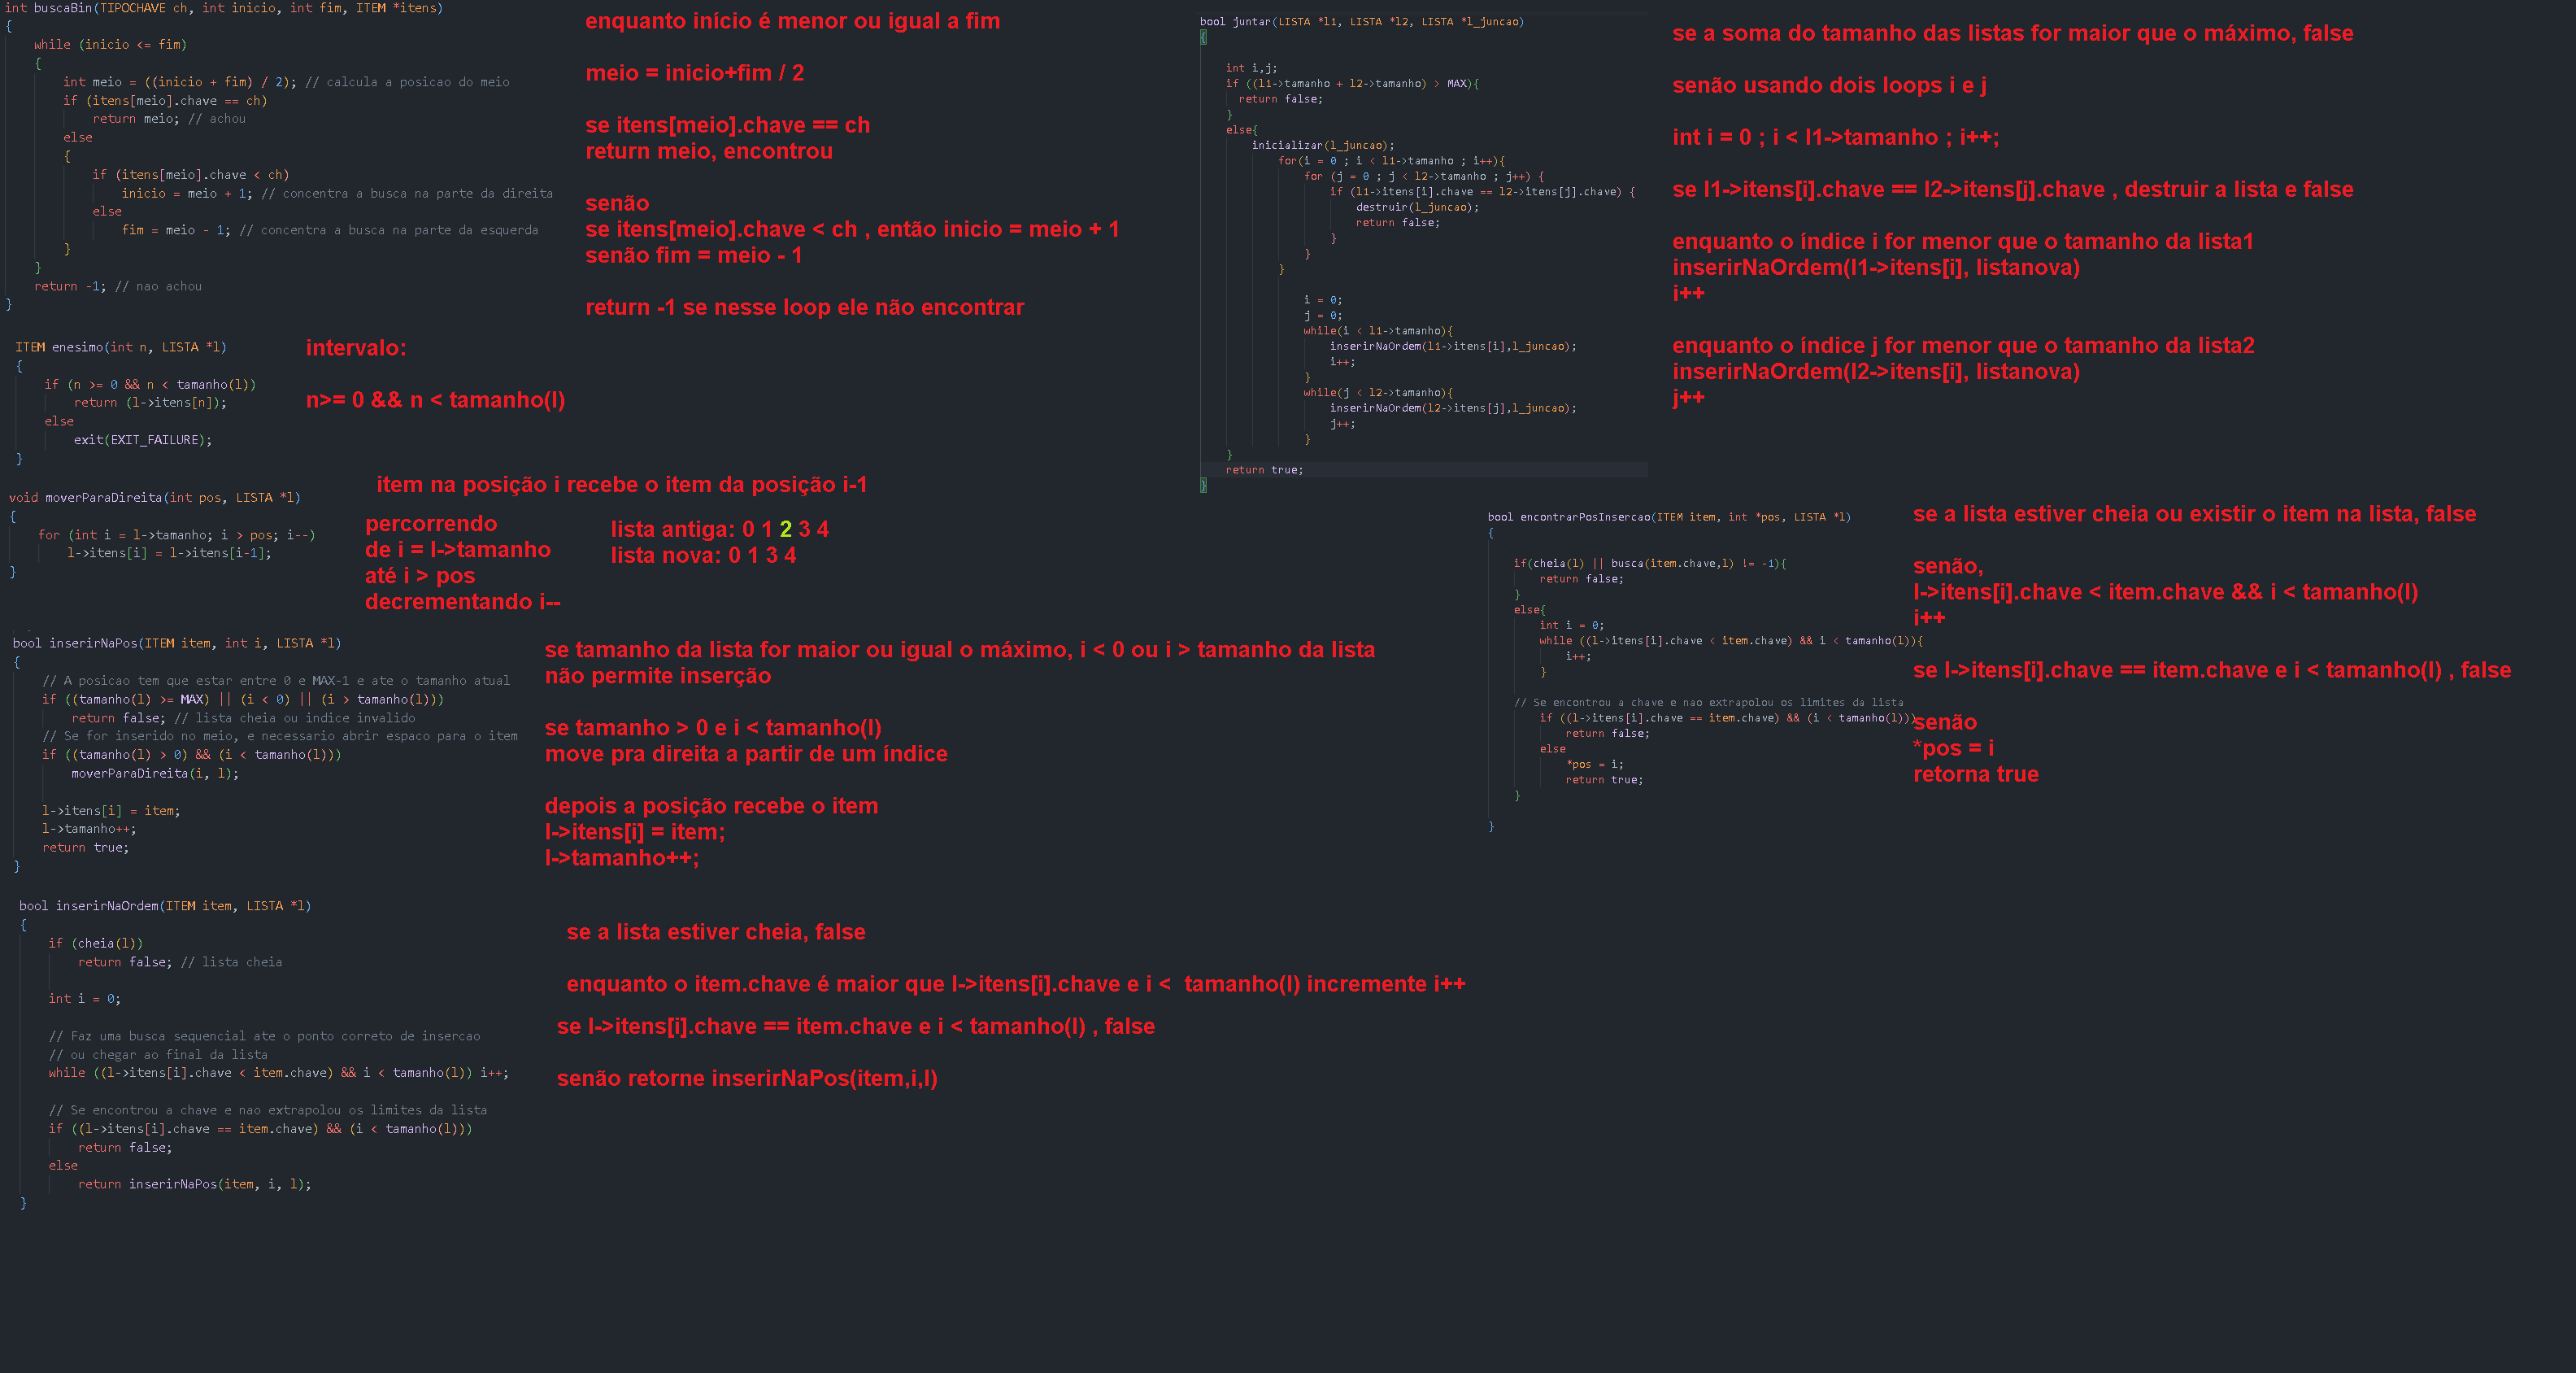 int buscaBin(TIPOCHAVE ch, int inicio, int fim, ITEM *itens)
{
while (inicio <= fim)
{
int meio = ((inicio + fim) / 2); // calcula a posicao do meio
if (itens[meio].chave == ch)
return meio; // achou
else
{
if (itens[meio].chave < ch)
inicio = meio + 1; // concentra a busca na parte da direita
else
fim = meio - 1; // concentra a busca na parte da esquerda
}
}
return -1; // nao achou
}
enquanto início é menor ou igual a fim
meio = inicio+fim / 2
se itens[meio].chave == ch
return meio, encontrou
senão
se itens[meio].chave < ch , então inicio = meio + 1
senão fim = meio - 1
return -1 se nesse loop ele não encontrar
ITEM enesimo(int n, LISTA *l)
{
if (n >= 0 && n < tamanho(l))
return (l->itens[n]);
else
exit(EXIT_FAILURE);
}
intervalo:
n>= 0 && n < tamanho(l)
void moverParaDireita(int pos, LISTA *l)
{
for (int i = l->tamanho; i > pos; i--)
l->itens[i] = l->itens[i-1];
}
item na posição i recebe o item da posição i-1
percorrendo
de i = l->tamanho
até i > pos
decrementando i--
lista antiga: 0 1 2 3 4
lista nova: 0 1 3 4
bool inserirNaPos(ITEM item, int i, LISTA *l)
{
// A posicao tem que estar entre 0 e MAX-1 e ate o tamanho atual
if ((tamanho(l) >= MAX) || (i < 0) || (i > tamanho(l)))
return false; // lista cheia ou indice invalido
// Se for inserido no meio, e necessario abrir espaco para o item
if ((tamanho(l) > 0) && (i < tamanho(l)))
moverParaDireita(i, l);
l->itens[i] = item;
l->tamanho++;
return true;
}
se tamanho da lista for maior ou igual o máximo, i < 0 ou i > tamanho da lista
não permite inserção
se tamanho > 0 e i < tamanho(l)
move pra direita a partir de um índice
depois a posição recebe o item
l->itens[i] = item;
l->tamanho++;
bool inserirNaOrdem(ITEM item, LISTA *l)
{
if (cheia(l))
return false; // lista cheia
int i = 0;
// Faz uma busca sequencial ate o ponto correto de insercao
// ou chegar ao final da lista
while ((l->itens[i].chave < item.chave) && i < tamanho(l)) i++;
// Se encontrou a chave e nao extrapolou os limites da lista
if ((l->itens[i].chave == item.chave) && (i < tamanho(l)))
return false;
else
return inserirNaPos(item, i, l);
}
se a lista estiver cheia, false
enquanto o item.chave é maior que l->itens[i].chave e i < tamanho(l) incremente i++
se l->itens[i].chave == item.chave e i < tamanho(l) , false
senão retorne inserirNaPos(item,i,l)
bool juntar(LISTA *l1, LISTA *l2, LISTA *l_juncao)
{
int i,j;
if ((l1->tamanho + l2->tamanho) > MAX){
return false;
}
else{
inicializar(l_juncao);
for(i = 0 ; i < l1->tamanho ; i++){
for (j = 0 ; j < l2->tamanho ; j++) {
if (l1->itens[i].chave == l2->itens[j].chave) {
destruir(l_juncao);
return false;
}
}
}
i = 0;
j = 0;
while(i < l1->tamanho){
inserirNaOrdem(l1->itens[i],l_juncao);
i++;
}
while(j < l2->tamanho){
inserirNaOrdem(l2->itens[j],l_juncao);
j++;
}
}
return true;
}
se a soma do tamanho das listas for maior que o máximo, false
senão usando dois loops i e j
int i = 0 ; i < l1->tamanho ; i++;
se l1->itens[i].chave == l2->itens[j].chave , destruir a lista e false
enquanto o índice i for menor que o tamanho da lista1
inserirNaOrdem(l1->itens[i], listanova)
i++
enquanto o índice j for menor que o tamanho da lista2
inserirNaOrdem(l2->itens[i], listanova)
j++
bool encontrarPosInsercao(ITEM item, int *pos, LISTA *l)
{
if(cheia(l) || busca(item.chave,l) != -1){
return false;
}
else{
int i = 0;
while ((l->itens[i].chave < item.chave) && i < tamanho(l)){
i++;
}
// Se encontrou a chave e nao extrapolou os limites da lista
if ((l->itens[i].chave == item.chave) && (i < tamanho(l)))
return false;
else
*pos = i;
return true;
}
}
se a lista estiver cheia ou existir o item na lista, false
senão,
l->itens[i].chave < item.chave && i < tamanho(l)
i++
se l->itens[i].chave == item.chave e i < tamanho(l) , false
senão
*pos = i
retorna true